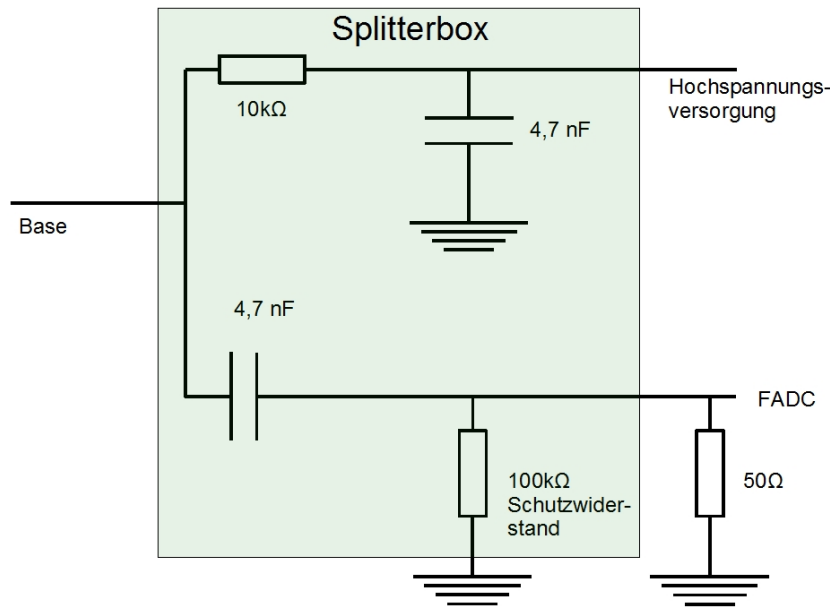 Splitterbox
10kΩ
4,7 nF
Hochspannungs-
versorgung
Base
4,7 nF
FADC
100kΩ
Schutzwider-
stand
50Ω